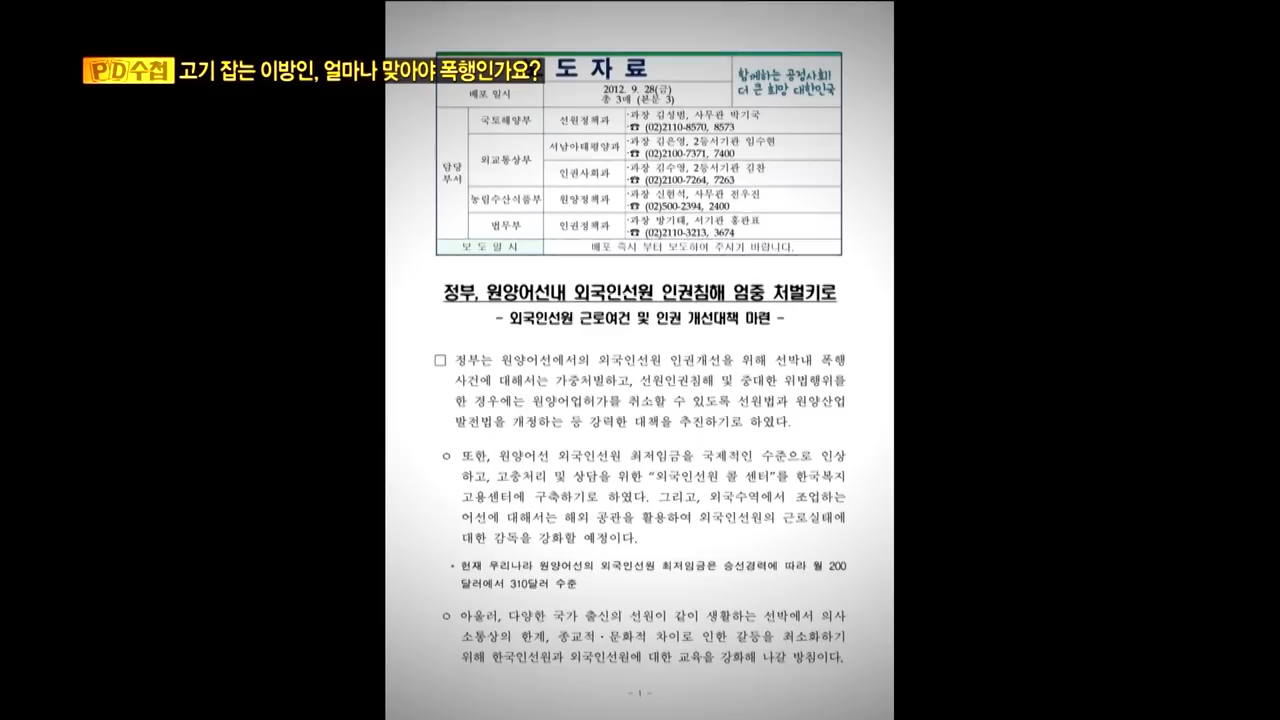 PD수첩 고기 잡는 이방인, 얼마나 맞아야 폭행인가요?
도 자 료
함께하는 공정사회!
더 큰 희망 대한민국
배포 일시
2012. 9. 28(금)
총 3매 (본문 3)
담당
부서
국토해양부
선원정책과
·과장 김성범, 사무관 박기국
·☎ (02)2110-8570, 8573
외교통상부
서남아태평양과
·과장 김은영, 2등서기관 임수현
·☎ (02)2100-7371, 7400
인권사회과
·과장 김수영, 2등서기관 김찬
·☎ (02)2100-7264, 7263
농림수산식품부
원양정책과
·과장 신현석, 사무관 전우진
·☎ (02)500-2394, 2400
법무부
인권정책과
·과장 방기태, 서기관 홍관표
·☎ (02)2110-3213, 3674
보 도 일 시
배포 즉시 부터 보도하여 주시기 바랍니다.
정부, 원양어선내 외국인선원 인권침해 엄중 처벌키로
- 외국인선원 근로여건 및 인권 개선대책 마련 -
□ 정부는 원양어선에서의 외국인선원 인권개선을 위해 선박내 폭행
사건에 대해서는 가중처벌하고, 선원인권침해 및 중대한 위법행위를
한 경우에는 원양어업허가를 취소할 수 있도록 선원법과 원양산업
발전법을 개정하는 등 강력한 대책을 추진하기로 하였다.
ㅇ 또한, 원양어선 외국인선원 최저임금을 국제적인 수준으로 인상
하고, 고충처리 및 상담을 위한 “외국인선원 콜 센터”를 한국복지
고용센터에 구축하기로 하였다. 그리고, 외국수역에서 조업하는
어선에 대해서는 해외 공관을 활용하여 외국인선원의 근로실태에
대한 감독을 강화할 예정이다.
* 현재 우리나라 원양어선의 외국인선원 최저임금은 승선경력에 따라 월 200
달러에서 310달러 수준
ㅇ 아울러, 다양한 국가 출신의 선원이 같이 생활하는 선박에서 의사
소통상의 한계, 종교적·문화적 차이로 인한 갈등을 최소화하기
위해 한국인선원과 외국인선원에 대한 교육을 강화해 나갈 방침이다.
- 1 -